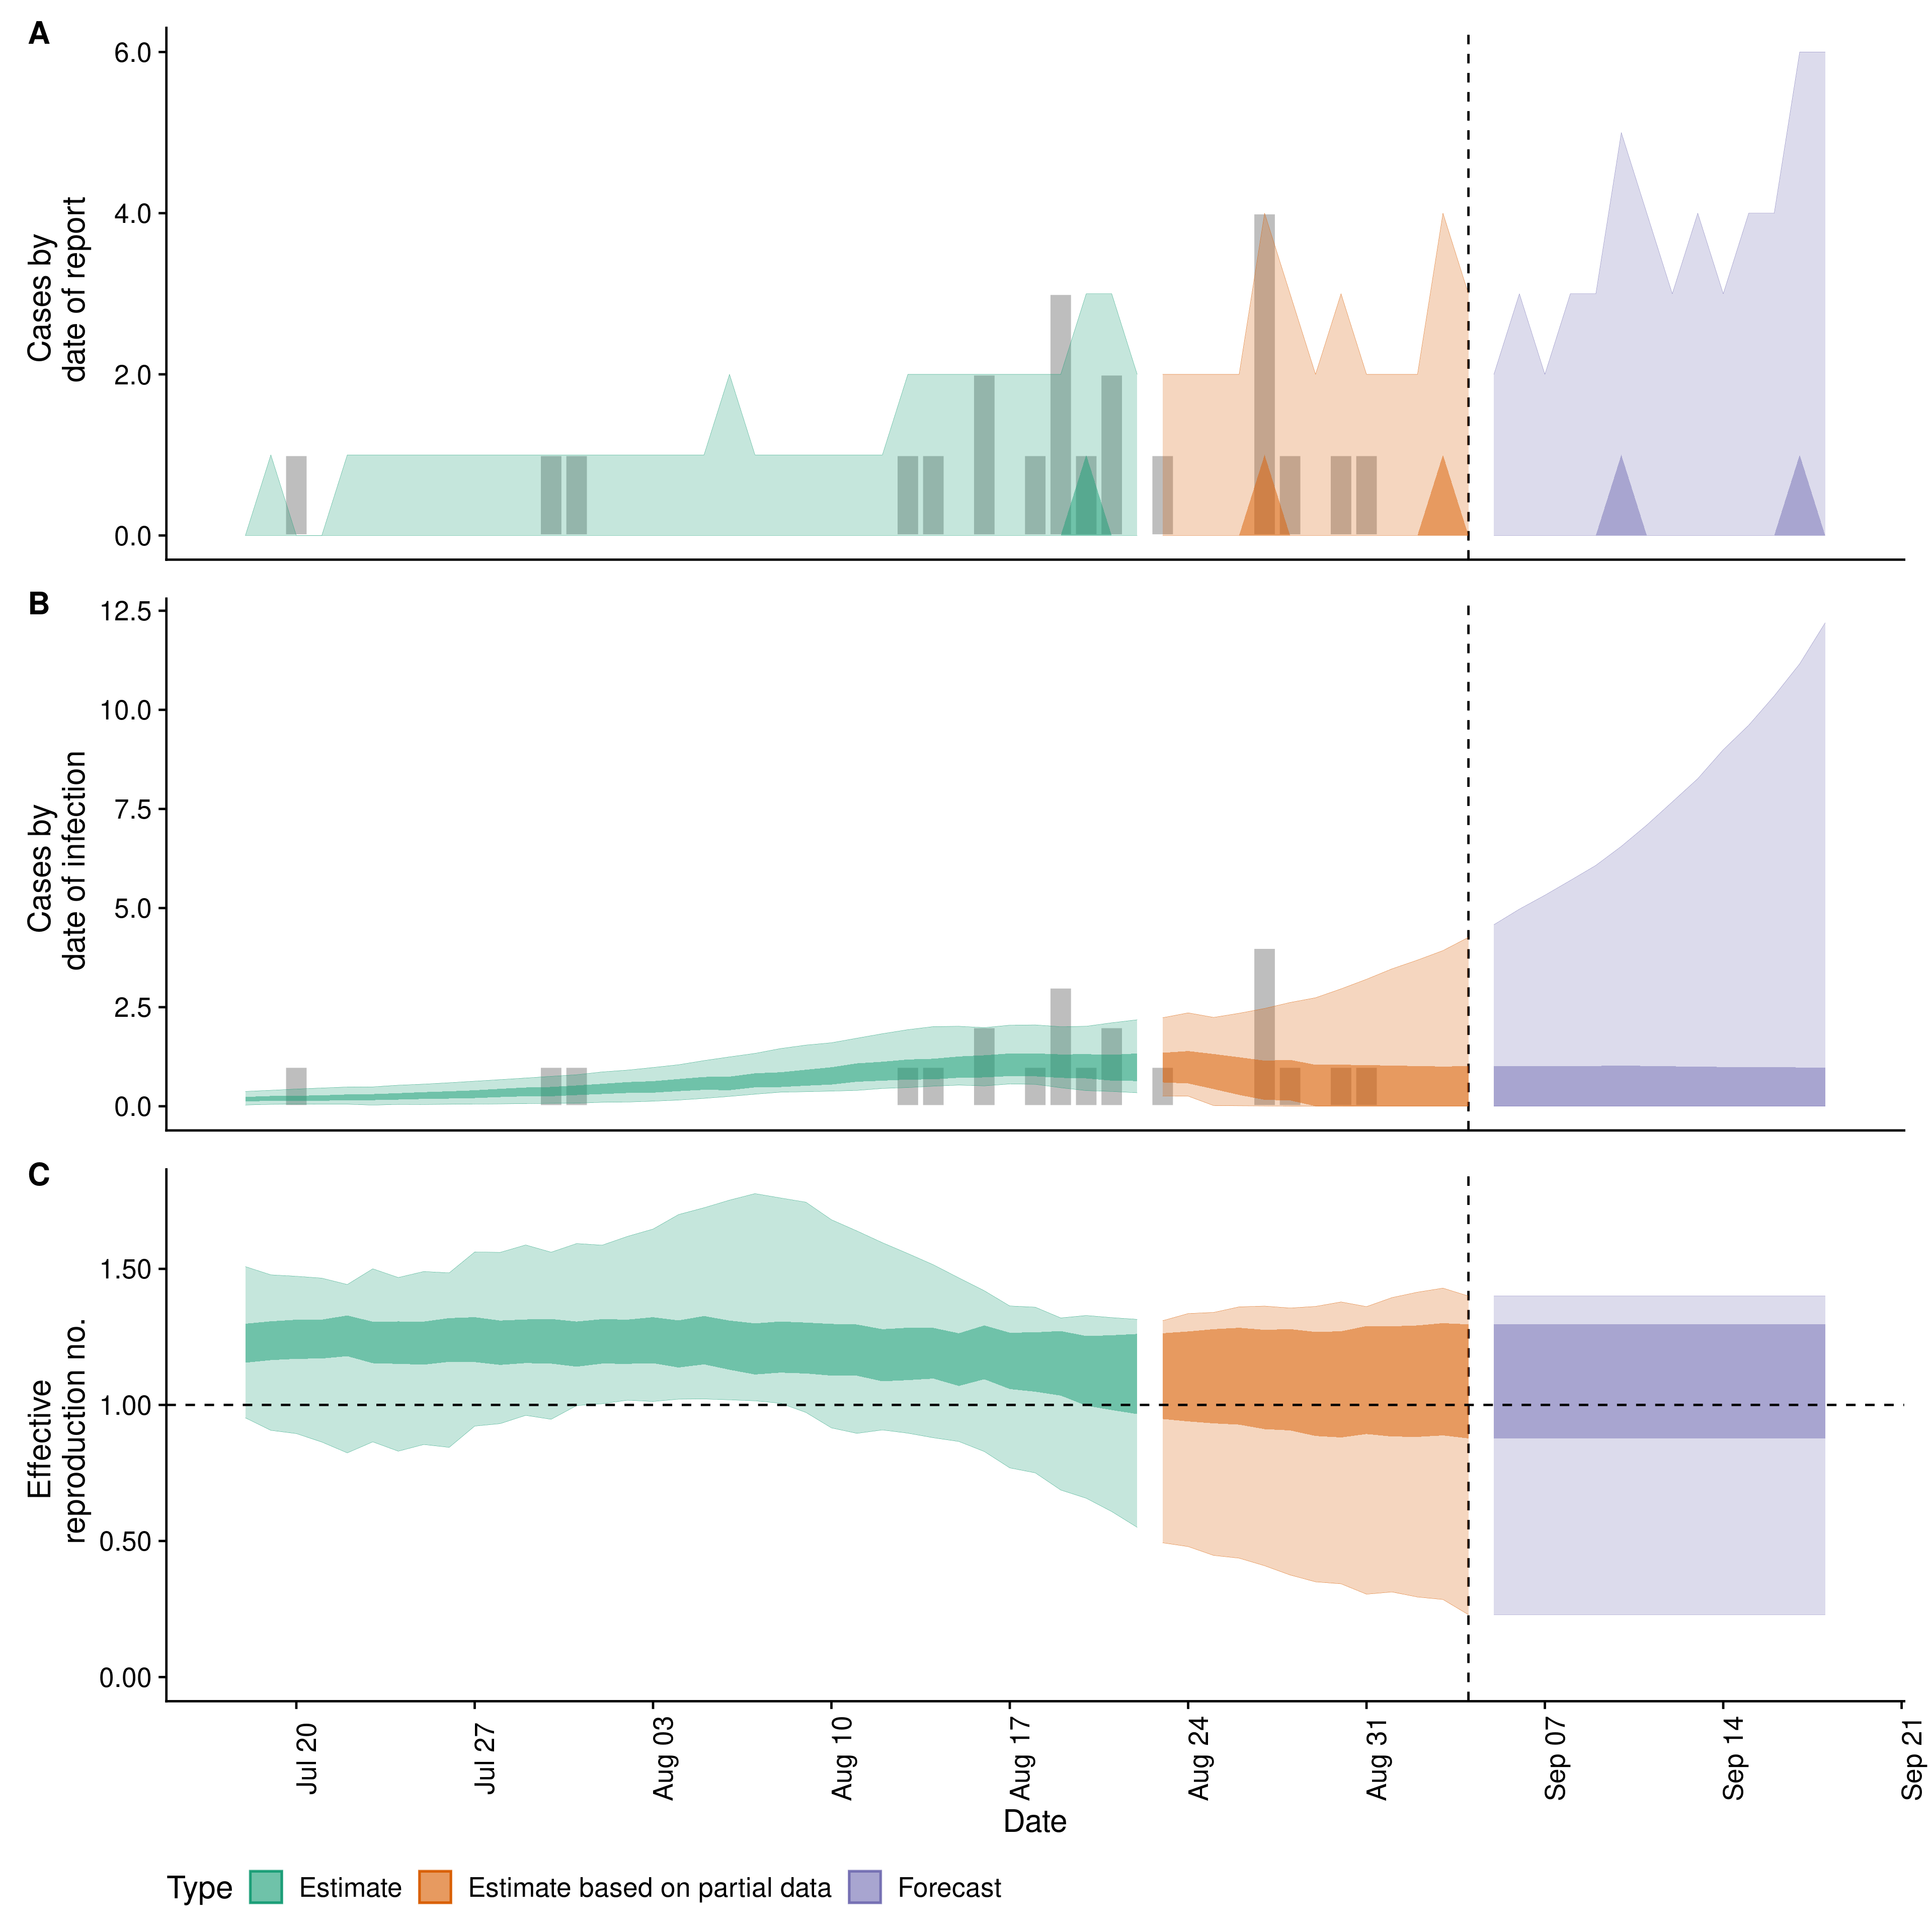 A
Cases by
date of report
6.0
4.0
2.0
0.0
B
Cases by
date of infection
12.5
10.0
7.5
5.0
2.5
0.0
C
Effective
reproduction no.
1.50
1.00
0.50
0.00
Jul 20
Jul 27
Aug 03
Aug 10
Aug 17
Aug 24
Aug 31
Sep 07
Sep 14
Sep 21
Date
Type Estimate Estimate based on partial data Forecast